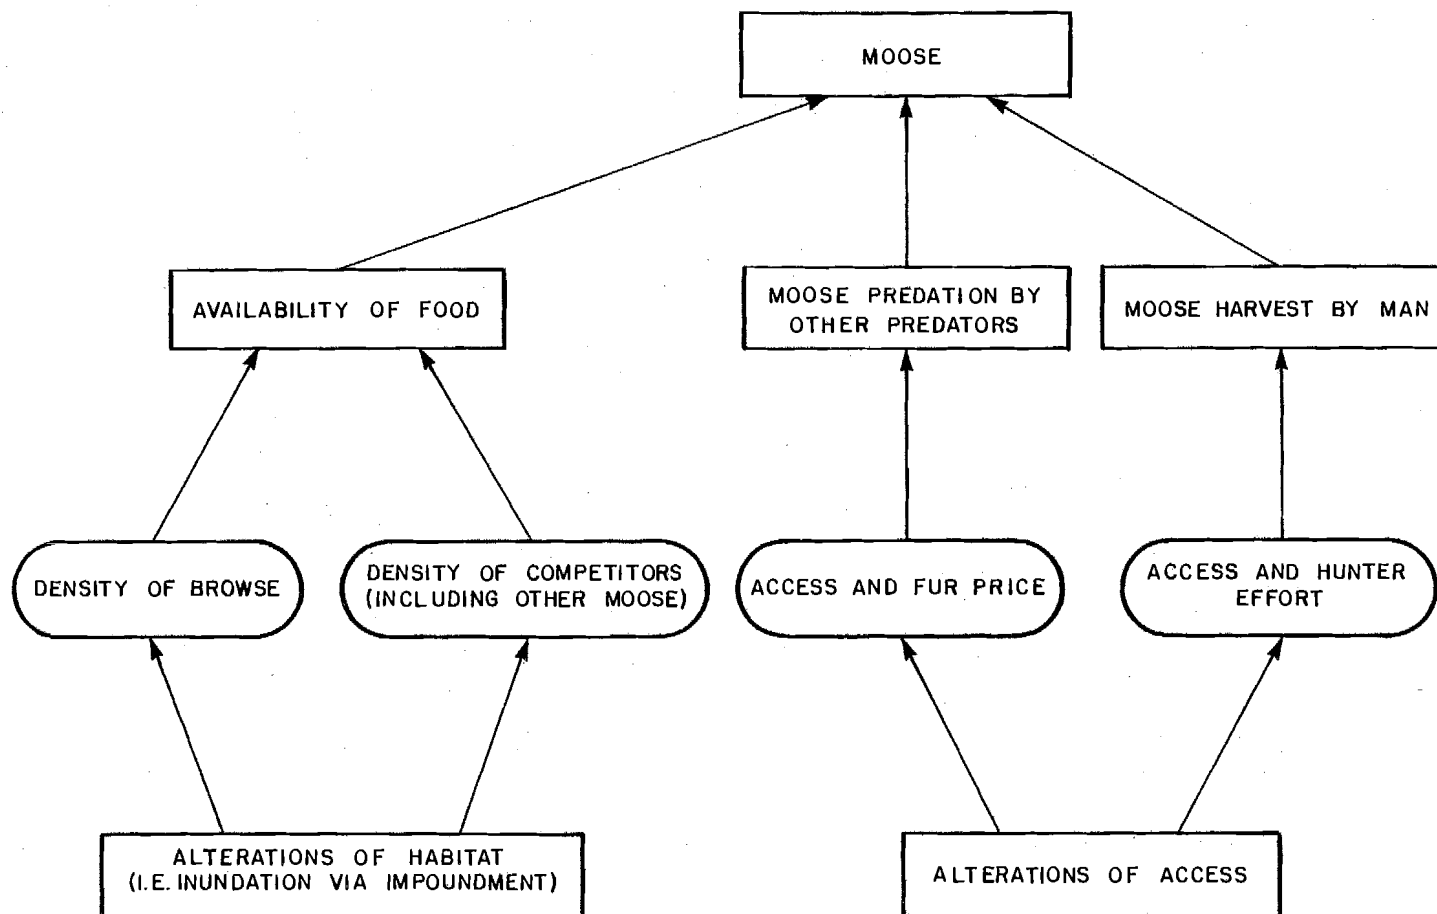 MOOSE
AVAILABILITY OF FOOD
MOOSE PREDATION BY
OTHER PREDATORS
MOOSE HARVEST BY MAN
DENSITY OF BROWSE
DENSITY OF COMPETITORS
(INCLUDING OTHER MOOSE)
ACCESS AND FUR PRICE
ACCESS AND HUNTER
EFFORT
ALTERATIONS OF HABITAT
(I.E. INUNDATION VIA IMPOUNDMENT)
ALTERATIONS OF ACCESS